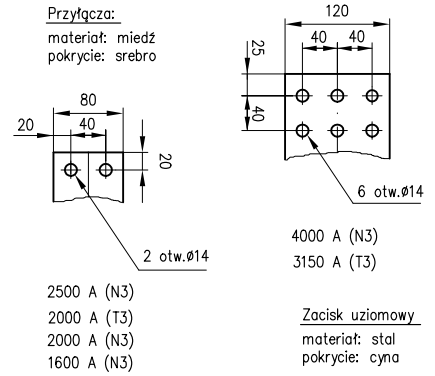 Przyłącza:
materiał: miedź
pokrycie: srebro
120
40 40
25
40
6 otw.ø14
4000 A (N3)
3150 A (T3)
80
20 40
20
2 otw.ø14
2500 A (N3)
2000 A (T3)
2000 A (N3)
1600 A (N3)
Zacisk uziomowy
materiał: stal
pokrycie: cyna